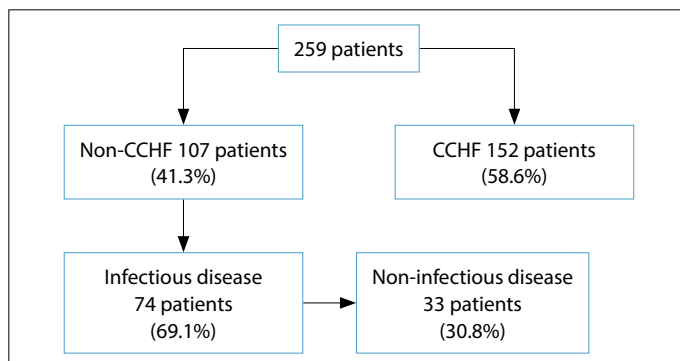 259 patients
Non-CCHF 107 patients
(41.3%)
CCHF 152 patients
(58.6%)
Infectious disease
74 patients
(69.1%)
Non-infectious disease
33 patients
(30.8%)